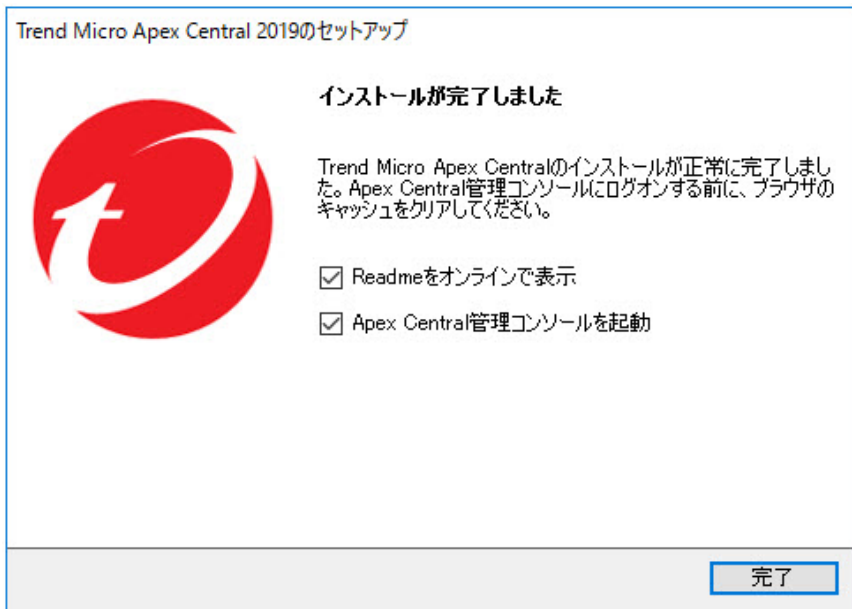 Trend Micro Apex Central 2019のセットアップ
インストールが完了しました
Trend Micro Apex Centralのインストールが正常に完了しまし
た。Apex Central管理コンソールにログオンする前に、ブラウザの
キャッシュをクリアしてください。
Readmeをオンラインで表示
Apex Central管理コンソールを起動
完了